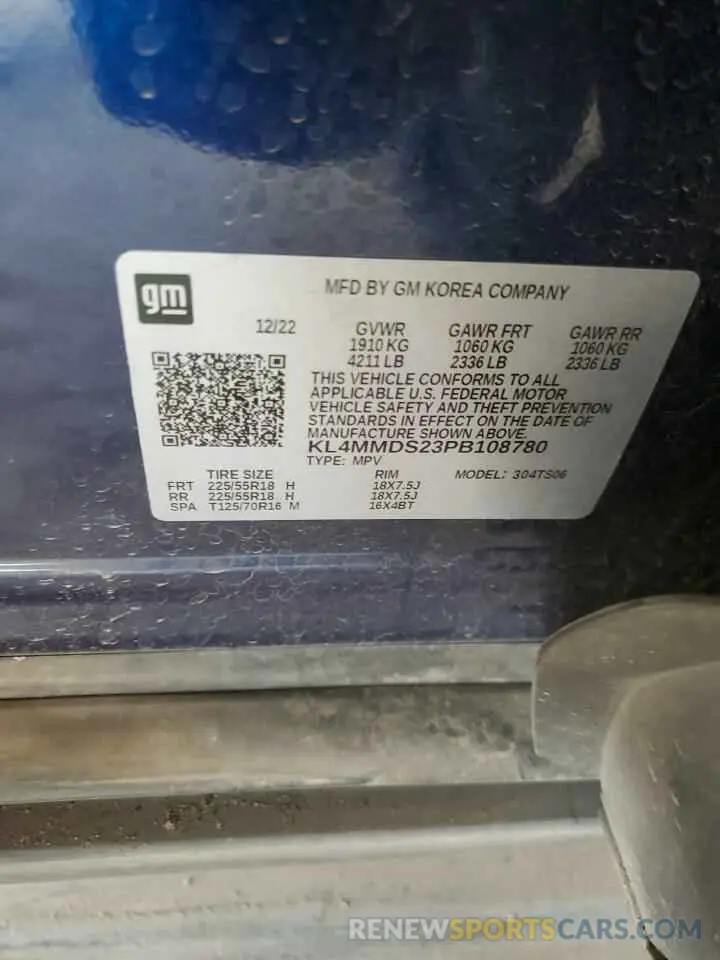 gm
MFD BY GM KOREA COMPANY
12/22 GVWR GAWR FRT GAWR RR
1910 KG 1060 KG 1060 KG
4211 LB 2336 LB 2336 LB
THIS VEHICLE CONFORMS TO ALL
APPLICABLE U.S. FEDERAL MOTOR
VEHICLE SAFETY AND THEFT PREVENTION
STANDARDS IN EFFECT ON THE DATE OF
MANUFACTURE SHOWN ABOVE.
KL4MMDS23PB108780
TYPE: MPV
TIRE SIZE RIM MODEL: 304TS06
FRT 225/55R18 H 18X7.5J
RR 225/55R18 H 18X7.5J
SPA T125/70R16 M 16X4BT
RENEWSPORTSCARS.COM